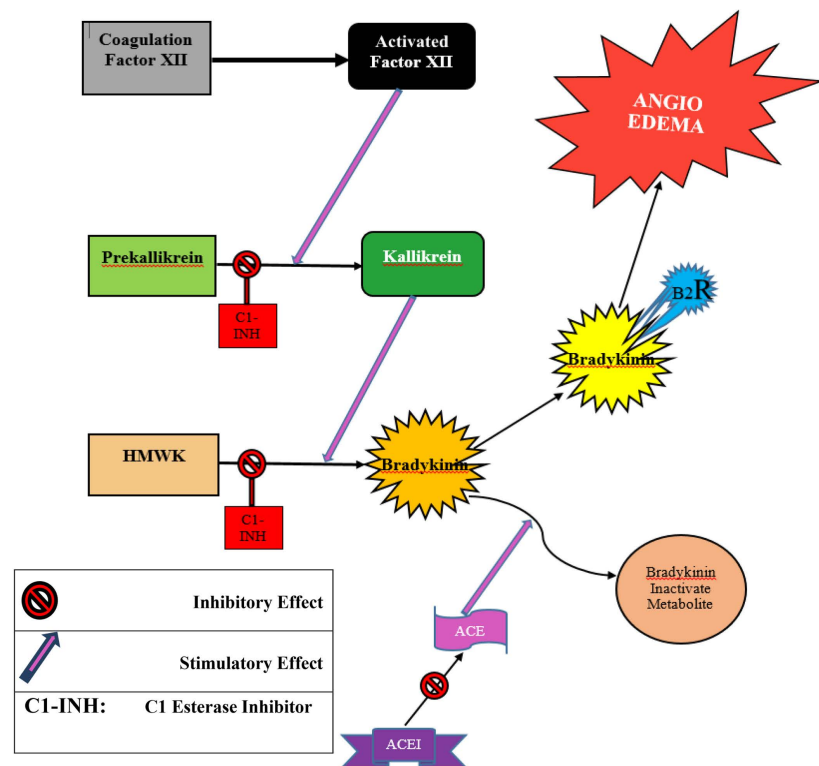 Coagulation
Factor XII
Activated
Factor XII
ANGIO
EDEMA
Prekallikrein
Kallikrein
C1-
INH
B2R
Bradykinin
HMWK
Bradykinin
C1-
INH
Bradykinin
Inactivate
Metabolite
Inhibitory Effect
ACE
Stimulatory Effect
C1-INH: C1 Esterase Inhibitor
ACEI